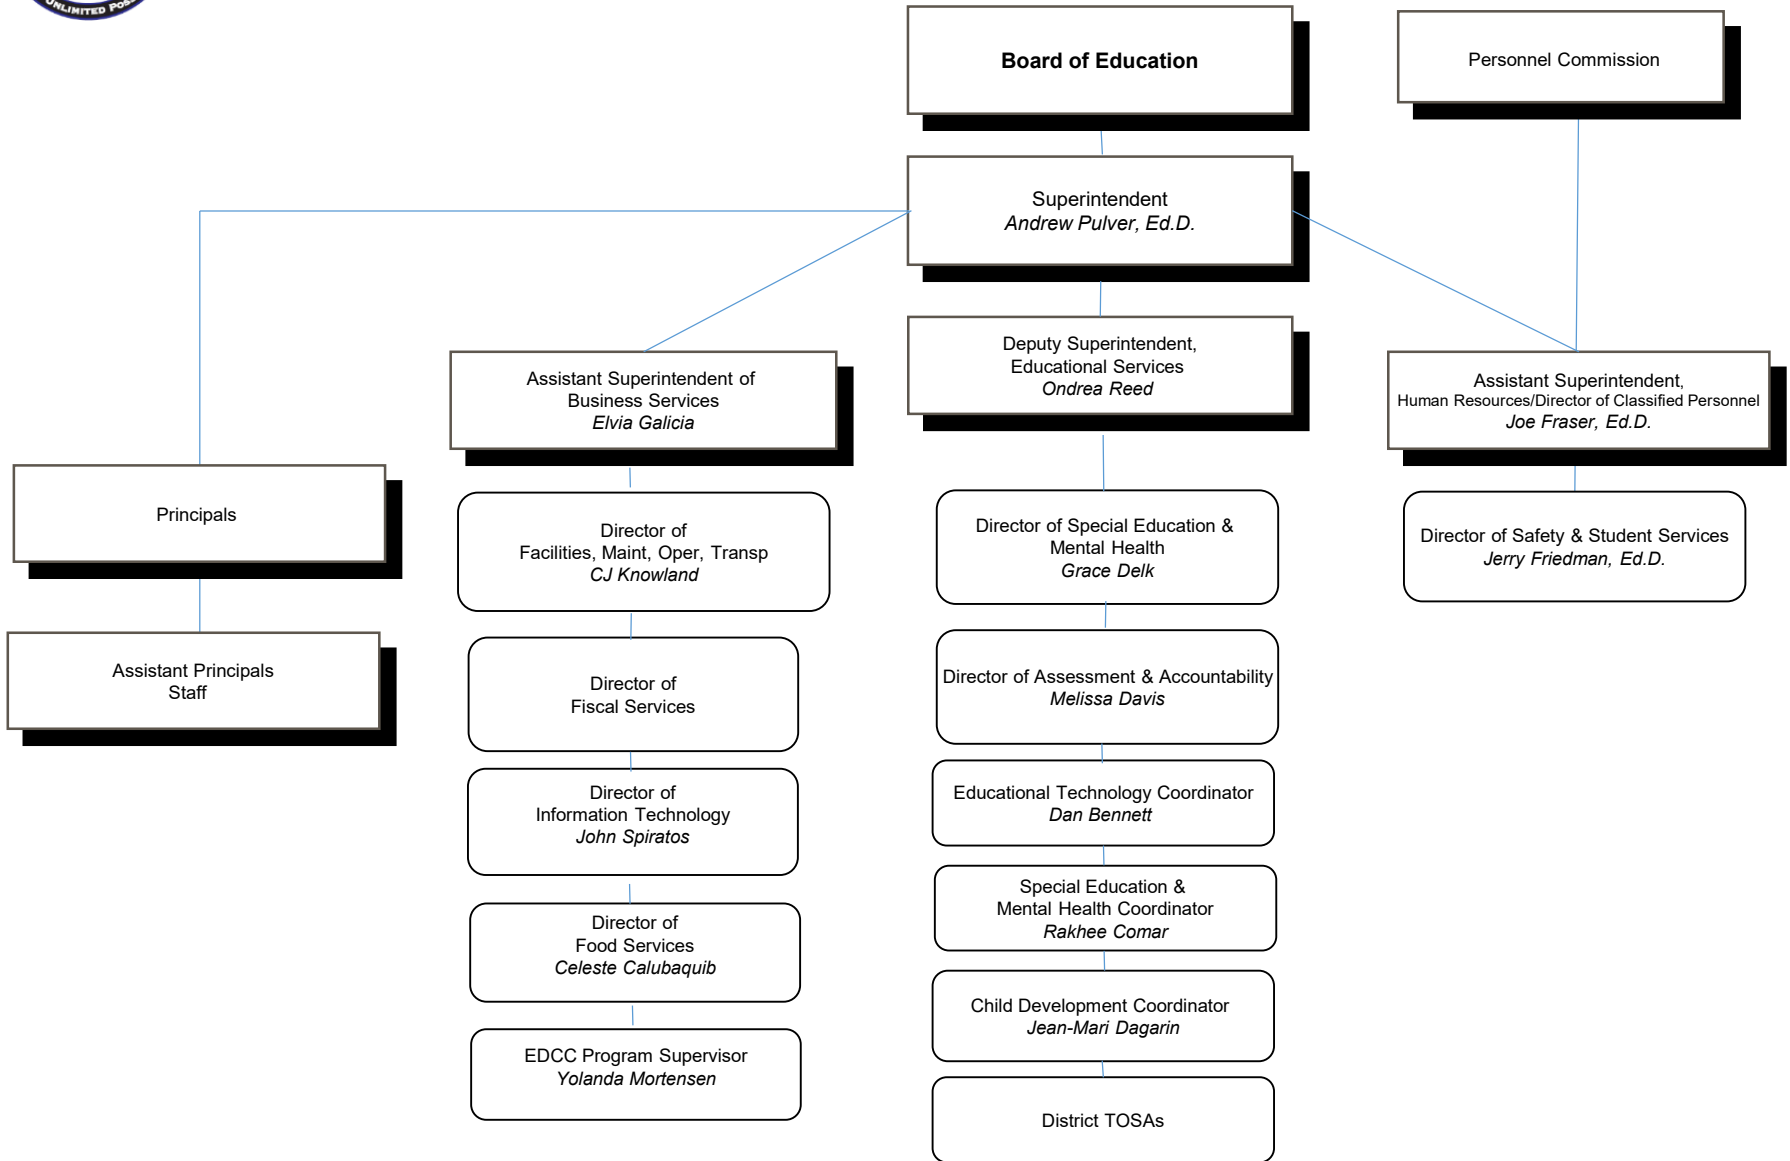 UNLIMITED
Board of Education
Personnel Commission
Superintendent
Andrew Pulver, Ed.D.
Deputy Superintendent,
Educational Services
Ondrea Reed
Assistant Superintendent of
Business Services
Elvia Galicia
Assistant Superintendent,
Human Resources/Director of Classified Personnel
Joe Fraser, Ed.D.
Principals
Assistant Principals
Staff
Director of
Facilities, Maint, Oper, Transp
CJ Knowland
Director of
Fiscal Services
Director of
Information Technology
John Spiratos
Director of
Food Services
Celeste Calubaquib
EDCC Program Supervisor
Yolanda Mortensen
Director of Special Education &
Mental Health
Grace Delk
Director of Assessment & Accountability
Melissa Davis
Educational Technology Coordinator
Dan Bennett
Special Education &
Mental Health Coordinator
Rakhee Comar
Child Development Coordinator
Jean-Mari Dagarin
District TOSAs
Director of Safety & Student Services
Jerry Friedman, Ed.D.